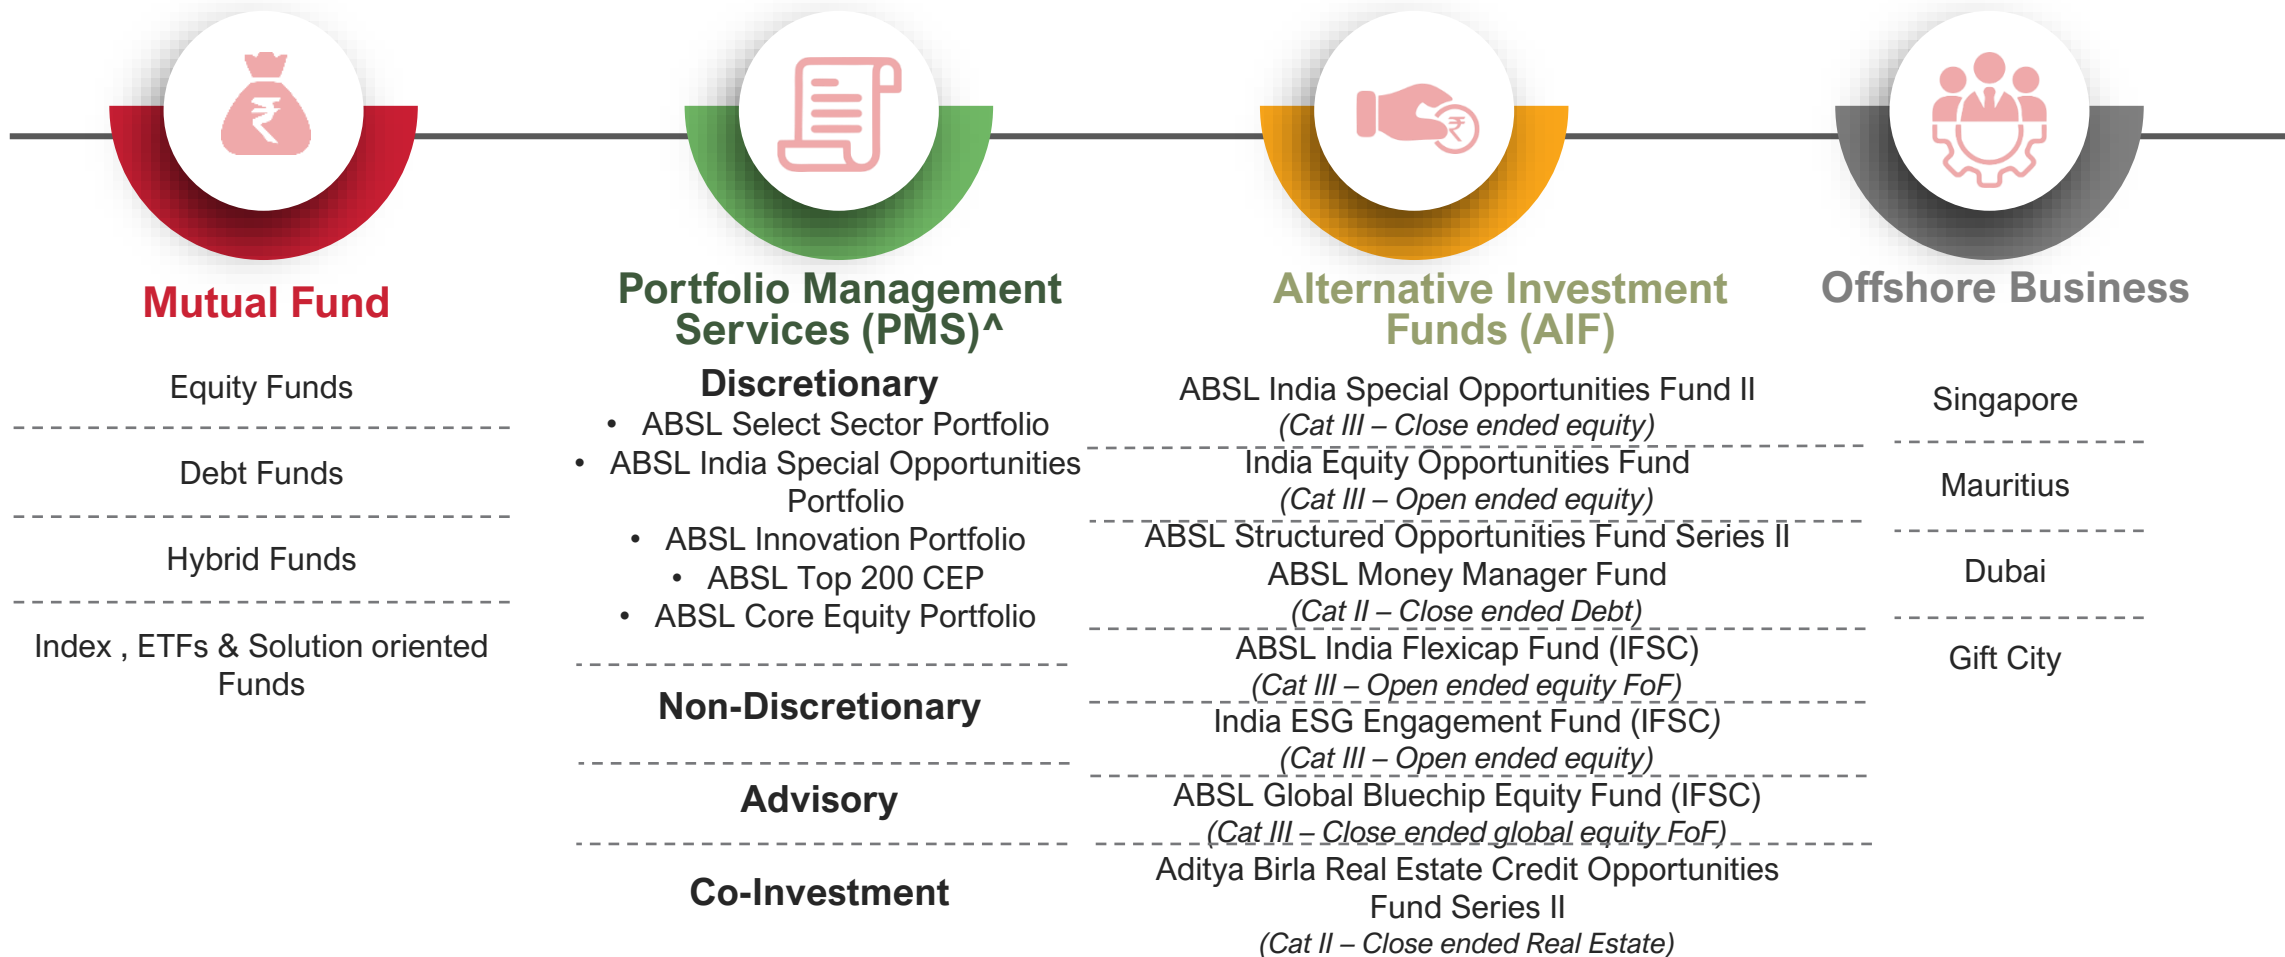 Mutual Fund
Equity Funds
Debt Funds
Hybrid Funds
Index , ETFs & Solution oriented
Funds
Portfolio Management
Services (PMS)^
Discretionary
• ABSL Select Sector Portfolio
• ABSL India Special Opportunities
Portfolio
• ABSL Innovation Portfolio
• ABSL Top 200 CEP
• ABSL Core Equity Portfolio
Non-Discretionary
Advisory
Co-Investment
Alternative Investment
Funds (AIF)
ABSL India Special Opportunities Fund II
(Cat III – Close ended equity)
India Equity Opportunities Fund
(Cat III – Open ended equity)
ABSL Structured Opportunities Fund Series II
ABSL Money Manager Fund
(Cat II – Close ended Debt)
ABSL India Flexicap Fund (IFSC)
(Cat III – Open ended equity FoF)
India ESG Engagement Fund (IFSC)
(Cat III – Open ended equity)
ABSL Global Bluechip Equity Fund (IFSC)
(Cat III – Close ended global equity FoF)
Aditya Birla Real Estate Credit Opportunities
Fund Series II
(Cat II – Close ended Real Estate)
Offshore Business
Singapore
Mauritius
Dubai
Gift City